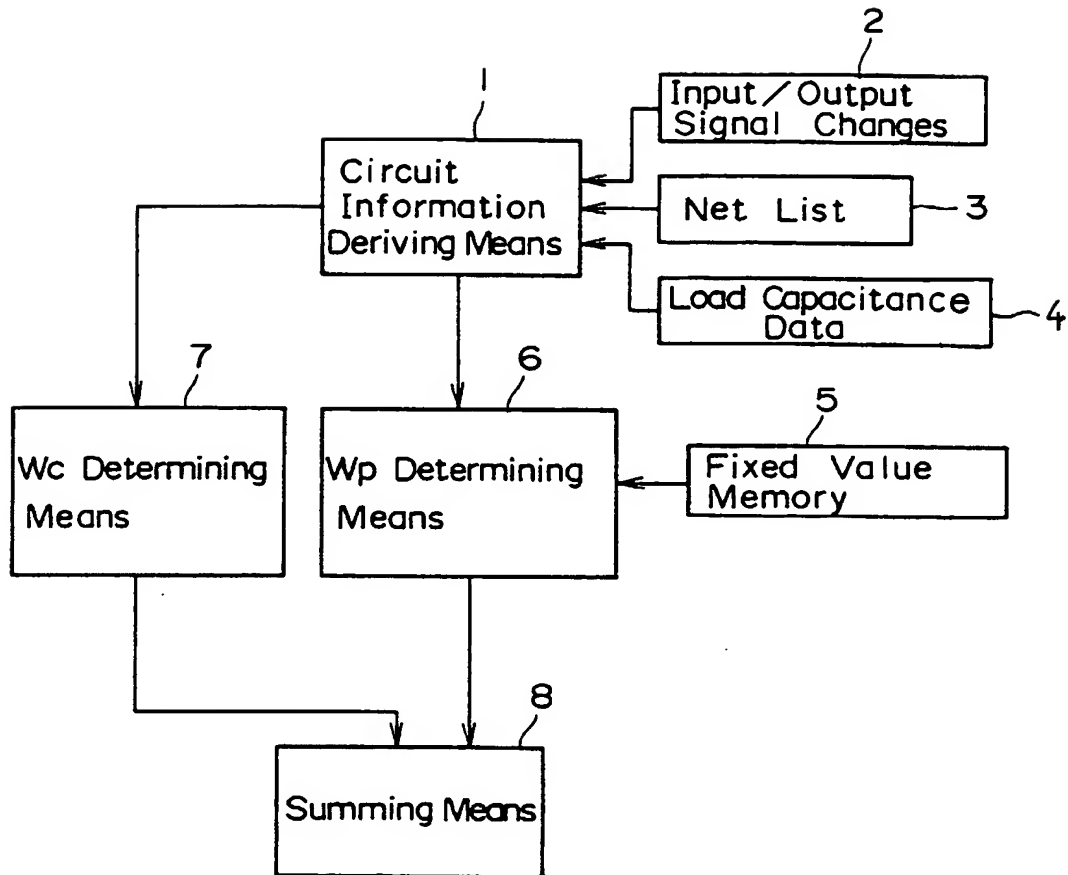 2
Input/Output
Signal Changes
1
Circuit
Information
Deriving Means
Net List
3
Load Capacitance
Data
4
7
6
5
Wc Determining
Means
Wp Determining
Means
Fixed Value
Memory
8
Summing Means